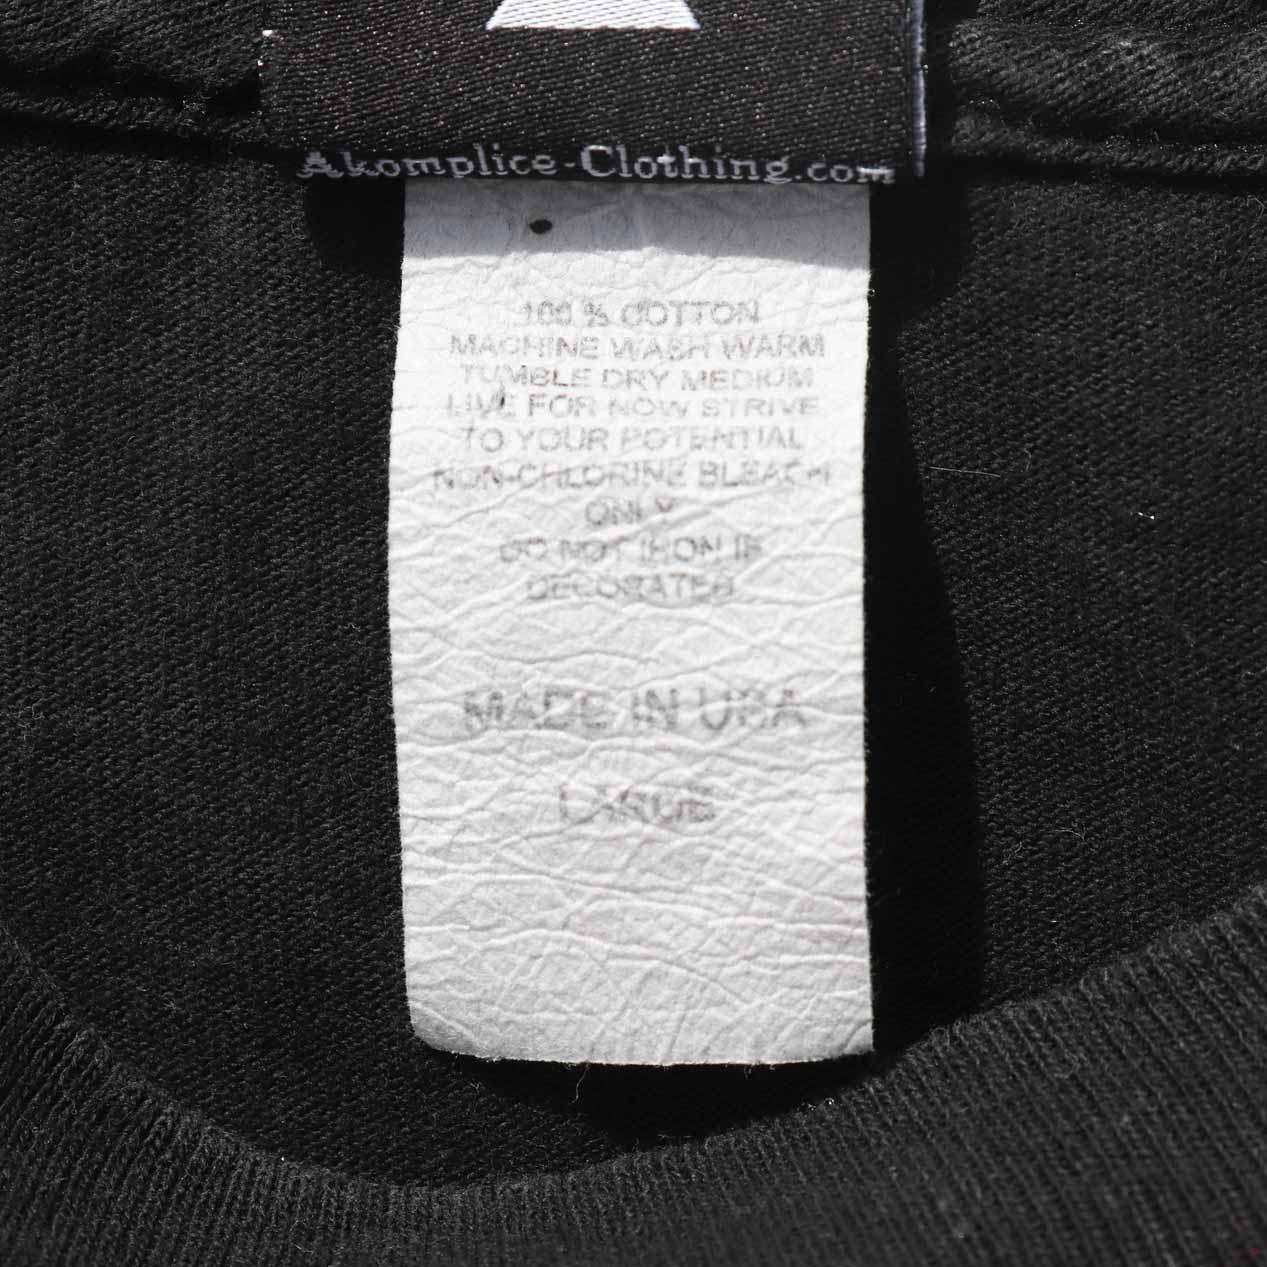 Akomplice-Clothing.com
100 % COTTON
MACHINE WASH WARM
TUMBLE DRY MEDIUM
LIVE FOR NOW STRIVE
TO YOUR POTENTIAL
NON-CHLORINE BLEACH
ONLY
DO NOT IRON IF
DECORATED
MADE IN USA
LARGE